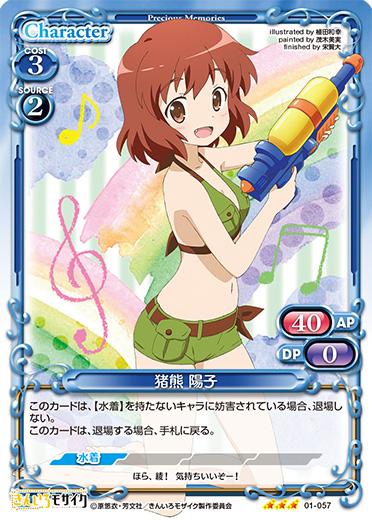 Precious Memories
Character
illustrated by 植田和幸
painted by 茂木美実
finished by 宋賢大
COST
3
SOURCE
2
40 AP
DP 0
猪熊 陽子
このカードは、【水着】を持たないキャラに妨害されている場合、退場し
ない。
このカードは、退場する場合、手札に戻る。
水着
ほら、綾! 気持ちいいぞー!
きんいろモザイク
©原悠衣・芳文社/きんいろモザイク製作委員会
01-057